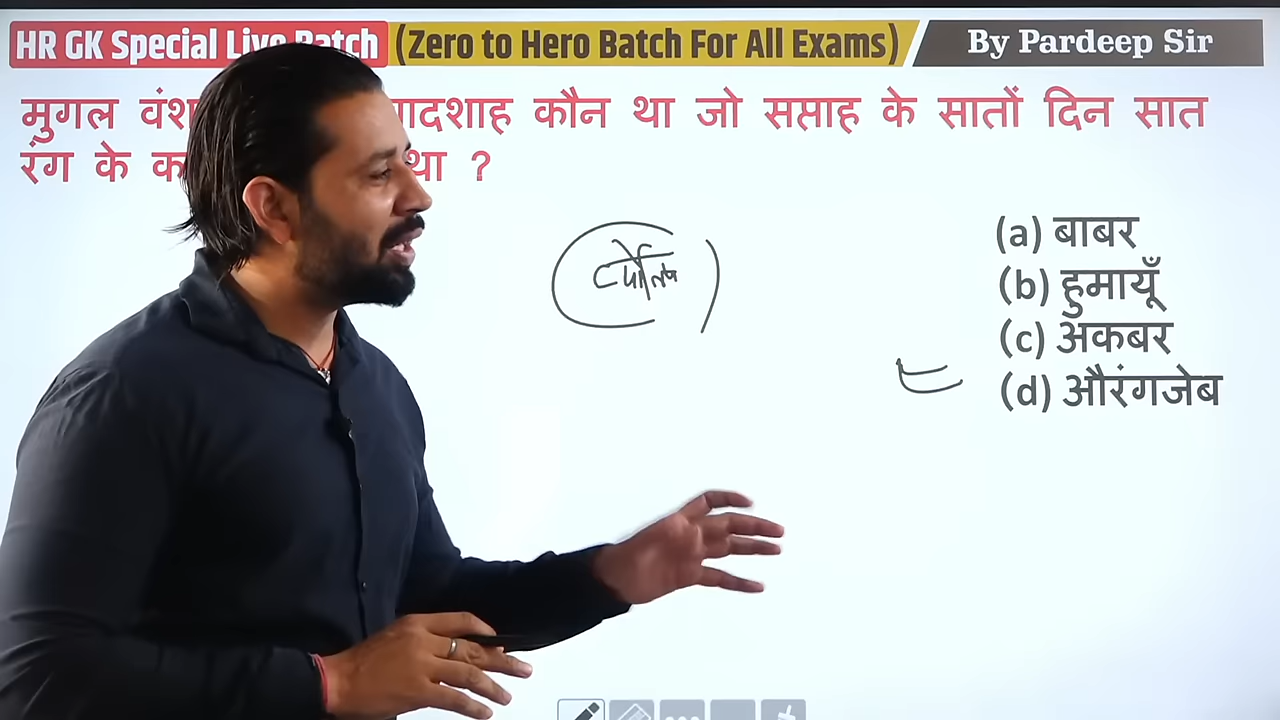 HR GK Special Live Batch (Zero to Hero Batch For All Exams) By Pardeep Sir
मुगल वंश कौन था जो सप्ताह के सातों दिन सात
रंग के था ?
(a) बाबर
(b) हुमायूँ
(c) अकबर
(d) औरंगजेब